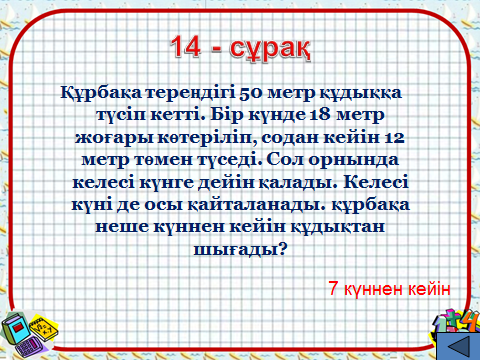 14 - сұрақ
Құрбақа тереңдігі 50 метр құдыққа
түсіп кетті. Бір күнде 18 метр
жоғары көтеріліп, содан кейін 12
метр төмен түседі. Сол орнында
келесі күнге дейін қалады. Келесі
күні де осы қайталанады. құрбақа
неше күннен кейін құдықтан
шығады?
7 күннен кейін